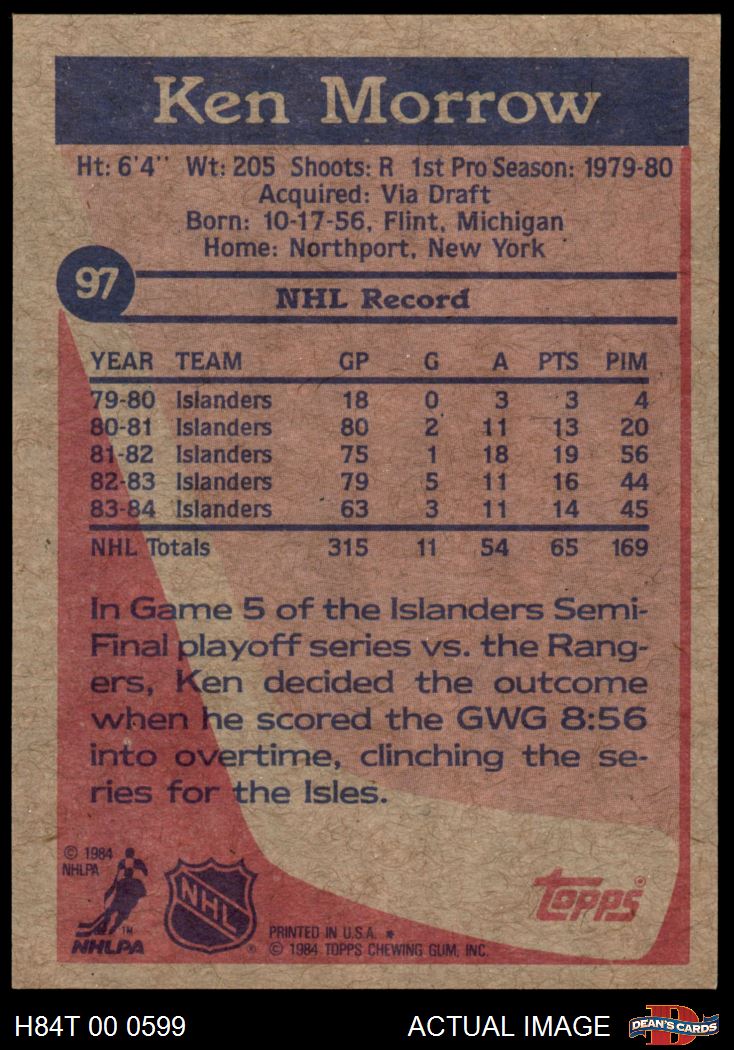 Ken Morrow
Ht: 6'4" Wt: 205 Shoots: R 1st Pro Season: 1979-80
Acquired: Via Draft
Born: 10-17-56, Flint, Michigan
Home: Northport, New York
97
NHL Record
YEAR TEAM GP G A PTS PIM
79-80 Islanders 18 0 3 3 4
80-81 Islanders 80 2 11 13 20
81-82 Islanders 75 1 18 19 56
82-83 Islanders 79 5 11 16 44
83-84 Islanders 63 3 11 14 45
NHL Totals 315 11 54 65 169
In Game 5 of the Islanders Semi-
Final playoff series vs. the Rang-
ers, Ken decided the outcome
when he scored the GWG 8:56
into overtime, clinching the se-
ries for the Isles.
© 1984
NHLPA
TM
NHLPA
NHL
®
PRINTED IN U.S.A. *
© 1984 TOPPS CHEWING GUM, INC.
Topps®
H84T 00 0599
ACTUAL IMAGE
D
DEAN'S CARDS